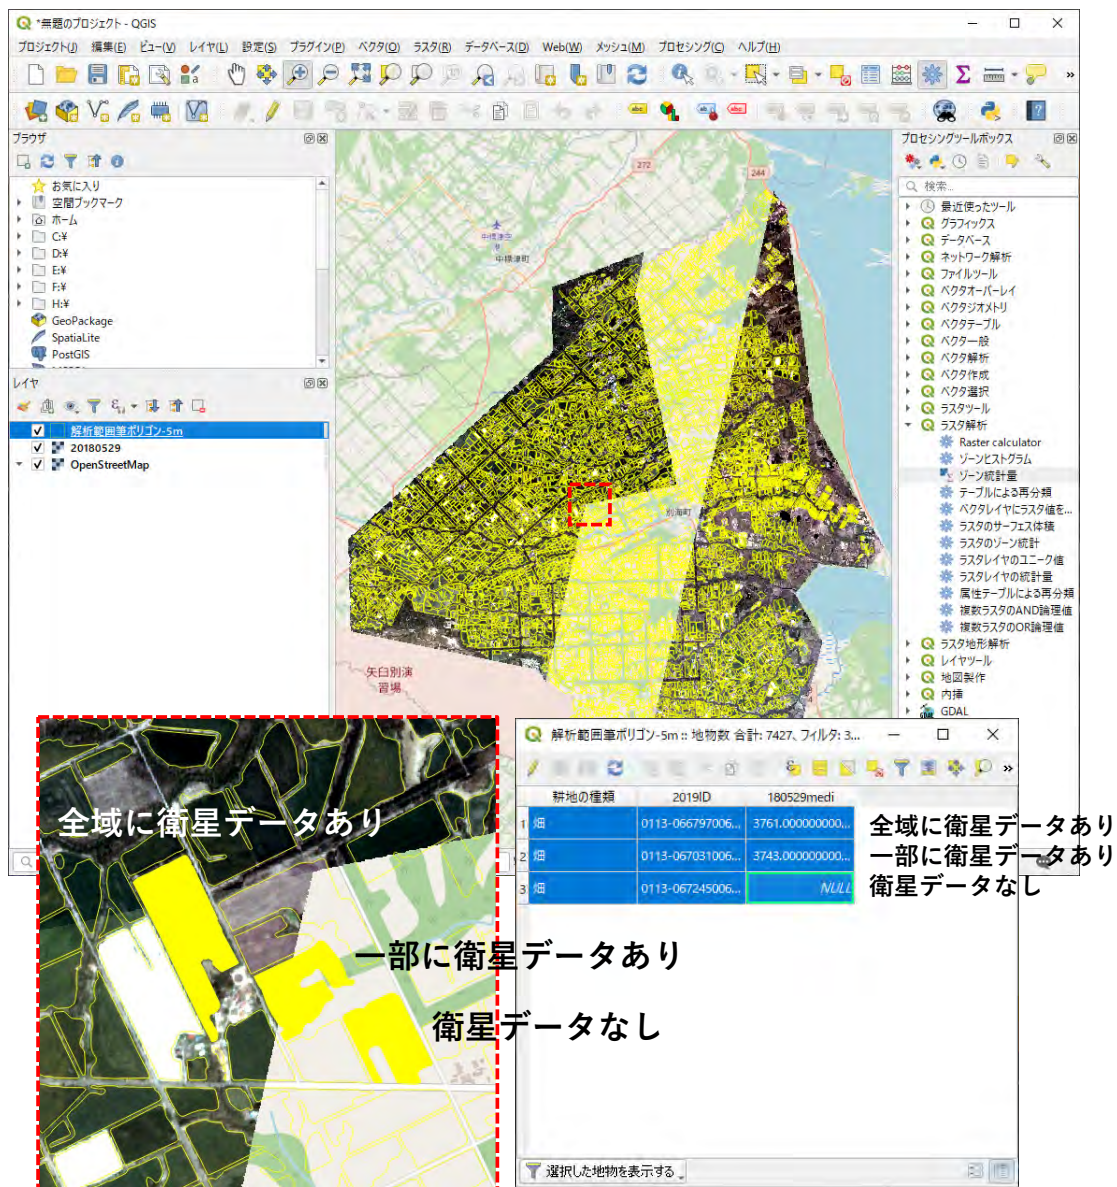 *無題のプロジェクト - QGIS
プロジェクト(J) 編集(E) ビュー(V) レイヤ(L) 設定(S) プラグイン(P) ベクタ(O) ラスタ(R) データベース(D) Web(W) メッシュ(M) プロセシング(C) ヘルプ(H)
ブラウザ
お気に入り
空間ブックマーク
ホーム
C:¥
D:¥
E:¥
F:¥
H:¥
GeoPackage
SpatiaLite
PostGIS
レイヤ
解析範囲筆ポリゴン-5m
20180529
OpenStreetMap
272
244
中標津空
中標津町
別海町
矢臼別演
習場
プロセシングツールボックス
検索...
最近使ったツール
グラフィックス
データベース
ネットワーク解析
ファイルツール
ベクタオーバーレイ
ベクタジオメトリ
ベクタテーブル
ベクタ一般
ベクタ解析
ベクタ作成
ベクタ選択
ラスタツール
ラスタ解析
Raster calculator
ゾーンヒストグラム
ゾーン統計量
テーブルによる再分類
ベクタレイヤにラスタ値を...
ラスタのサーフェス体積
ラスタのゾーン統計
ラスタレイヤのユニーク値
ラスタレイヤの統計量
属性テーブルによる再分類
複数ラスタのAND論理値
複数ラスタのOR論理値
ラスタ地形解析
レイヤツール
地図製作
内挿
GDAL
全域に衛星データあり
一部に衛星データあり
衛星データなし
解析範囲筆ポリゴン-5m :: 地物数 合計: 7427、フィルタ: 3...
耕地の種類 2019ID 180529medi
1 畑 0113-066797006... 3761.000000000... 全域に衛星データあり
2 畑 0113-067031006... 3743.000000000... 一部に衛星データあり
3 畑 0113-067245006... NULL 衛星データなし
選択した地物を表示する